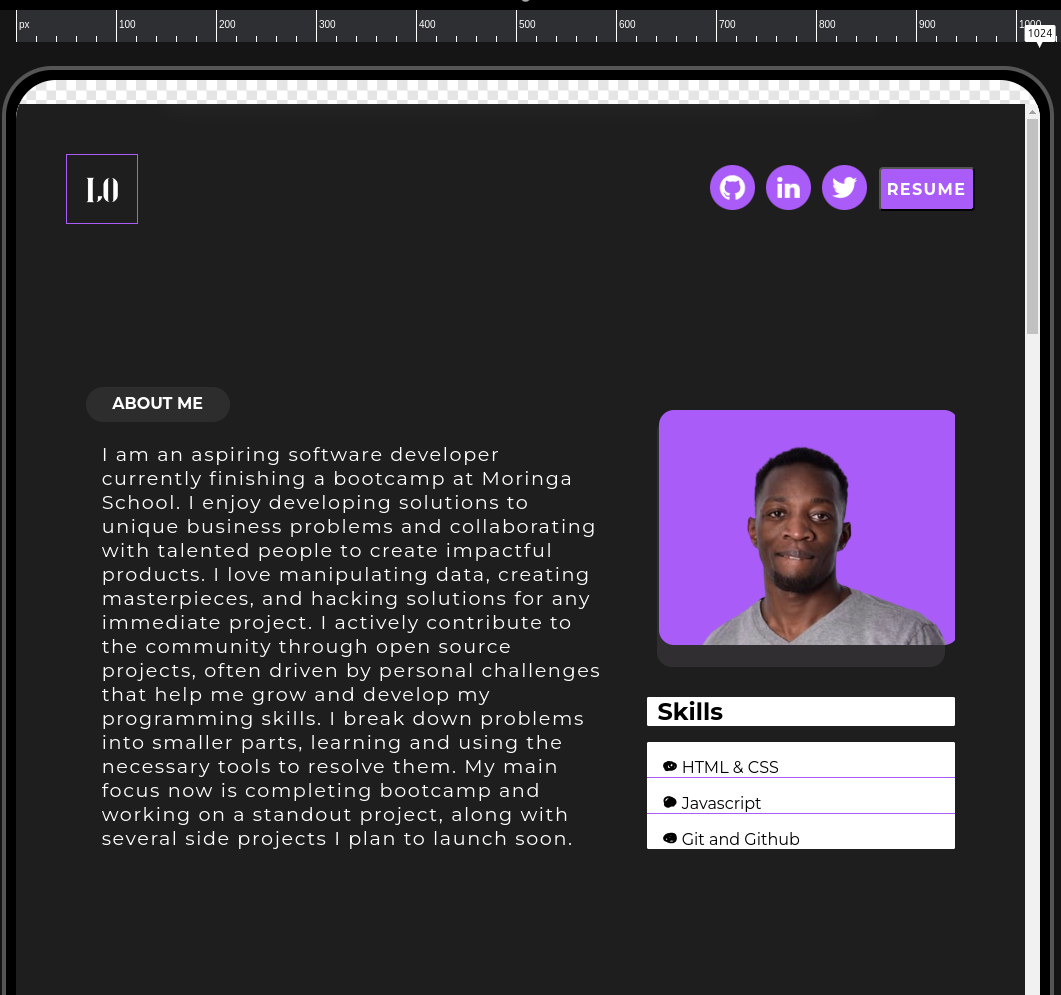 px 100 200 300 400 500 600 700 800 900 1000
1024
LO
in
RESUME
ABOUT ME
I am an aspiring software developer
currently finishing a bootcamp at Moringa
School. I enjoy developing solutions to
unique business problems and collaborating
with talented people to create impactful
products. I love manipulating data, creating
masterpieces, and hacking solutions for any
immediate project. I actively contribute to
the community through open source
projects, often driven by personal challenges
that help me grow and develop my
programming skills. I break down problems
into smaller parts, learning and using the
necessary tools to resolve them. My main
focus now is completing bootcamp and
working on a standout project, along with
several side projects I plan to launch soon.
Skills
HTML & CSS
Javascript
Git and Github